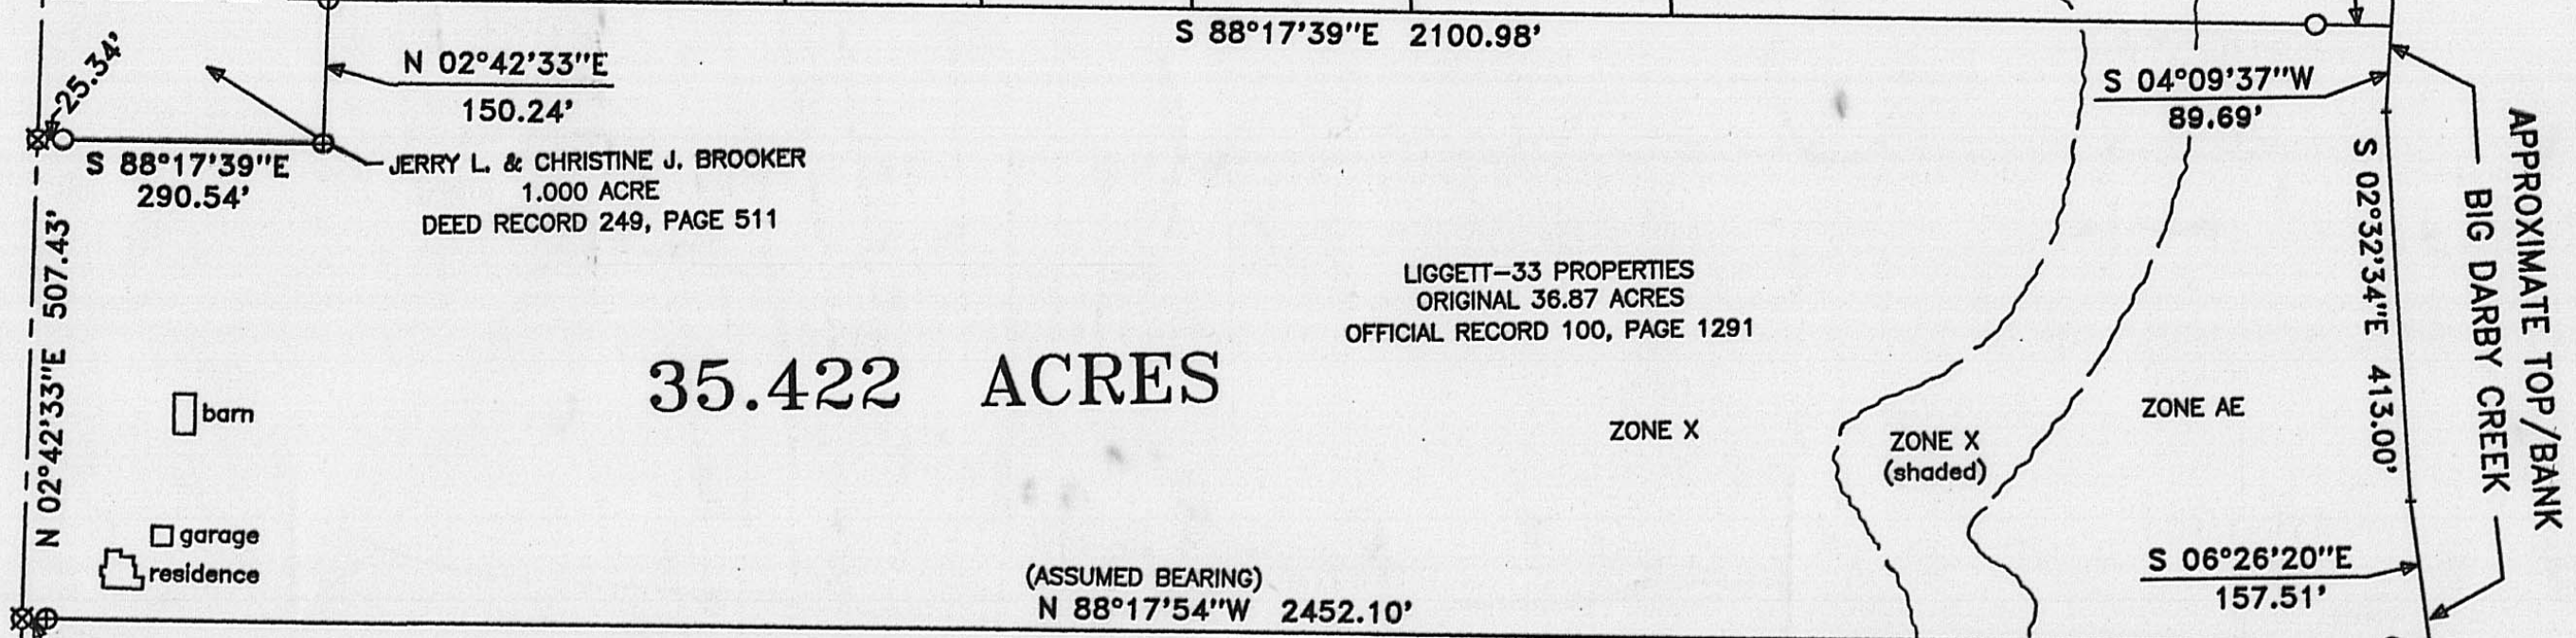 S 88°17'39"E 2100.98'
25.34'
N 02°42'33"E
150.24'
S 04°09'37"W
89.69'
S 88°17'39"E
290.54'
JERRY L. & CHRISTINE J. BROOKER
1.000 ACRE
DEED RECORD 249, PAGE 511
N 02°42'33"E 507.43'
LIGGETT-33 PROPERTIES
ORIGINAL 36.87 ACRES
OFFICIAL RECORD 100, PAGE 1291
35.422 ACRES
barn
garage
residence
ZONE X
ZONE X
(shaded)
ZONE AE
S 02°32'34"E 413.00'
APPROXIMATE TOP/BANK
BIG DARBY CREEK
(ASSUMED BEARING)
N 88°17'54"W 2452.10'
S 06°26'20"E
157.51'